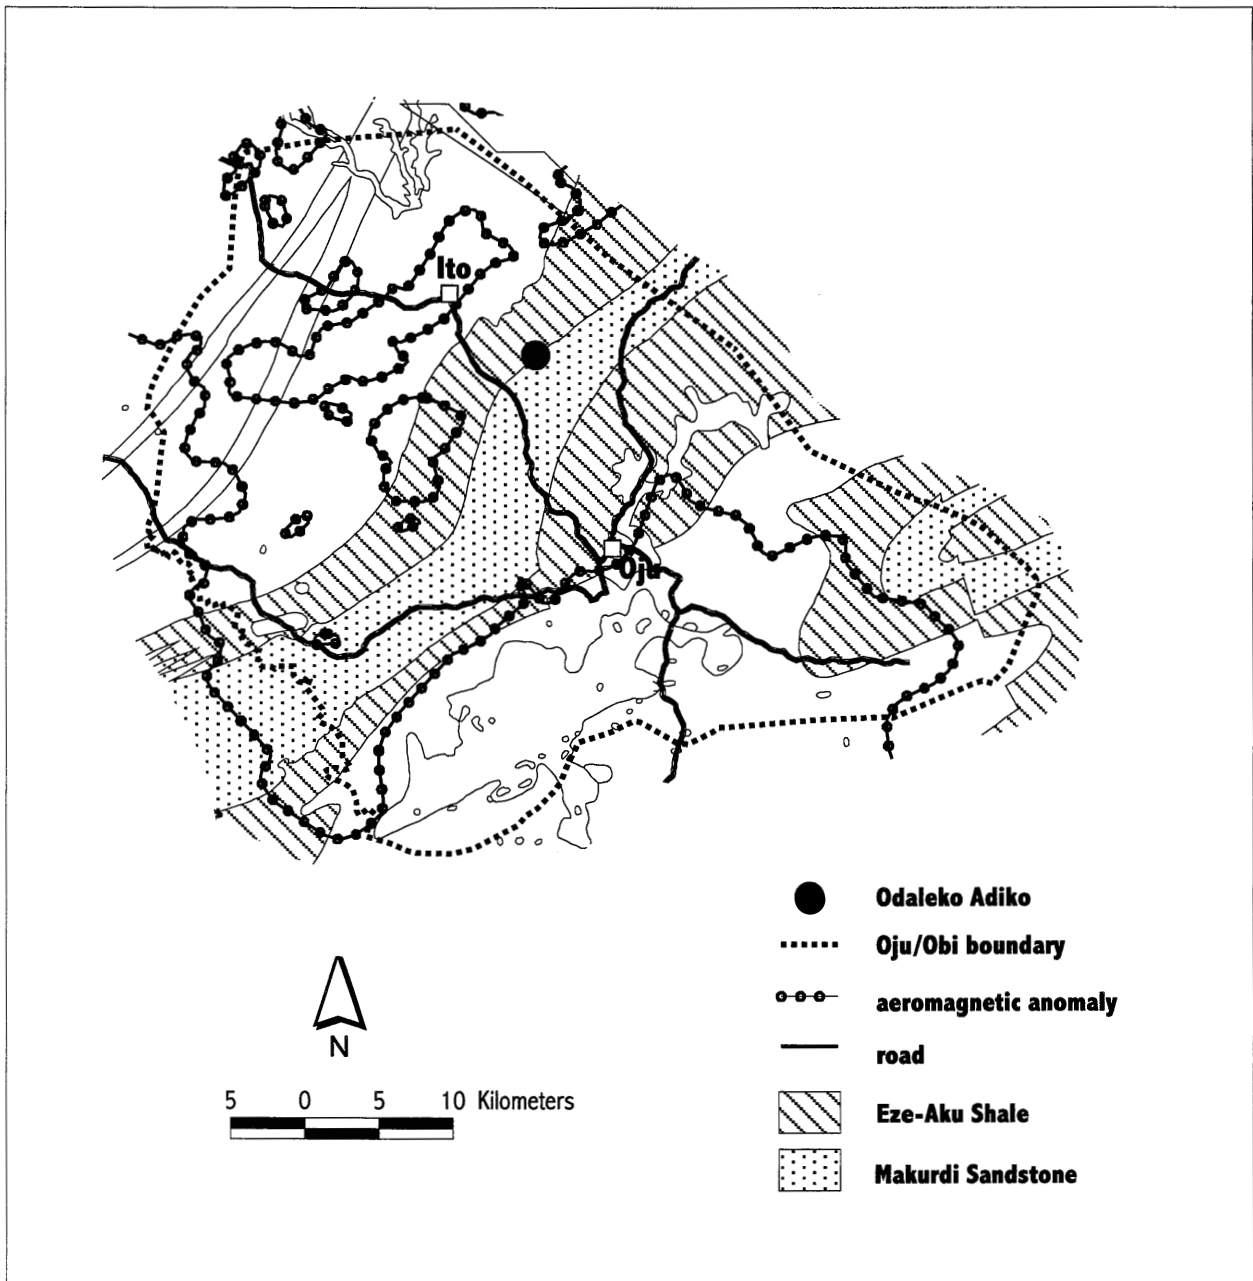 Ito
Oju
Odaleko Adiko
Oju/Obi boundary
aeromagnetic anomaly
road
N
5 0 5 10 Kilometers
Eze-Aku Shale
Makurdi Sandstone